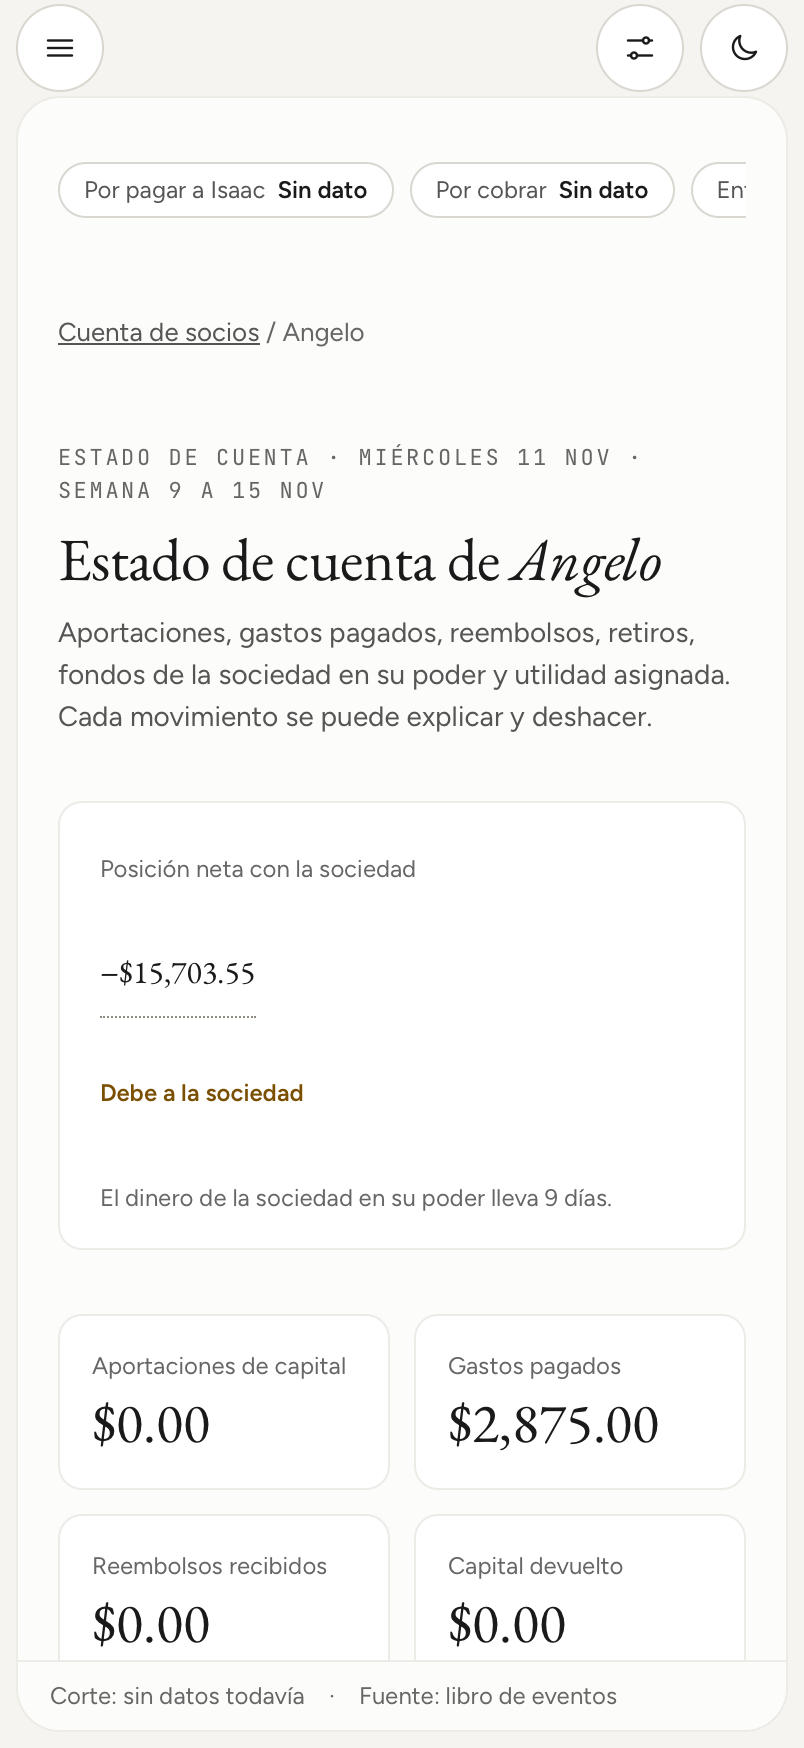 Por pagar a Isaac Sin dato
Por cobrar Sin dato
Cuenta de socios / Angelo
ESTADO DE CUENTA · MIÉRCOLES 11 NOV ·
SEMANA 9 A 15 NOV
Estado de cuenta de Angelo
Aportaciones, gastos pagados, reembolsos, retiros,
fondos de la sociedad en su poder y utilidad asignada.
Cada movimiento se puede explicar y deshacer.
Posición neta con la sociedad
–$15,703.55
Debe a la sociedad
El dinero de la sociedad en su poder lleva 9 días.
Aportaciones de capital
$0.00
Gastos pagados
$2,875.00
Reembolsos recibidos
$0.00
Capital devuelto
$0.00
Corte: sin datos todavía · Fuente: libro de eventos